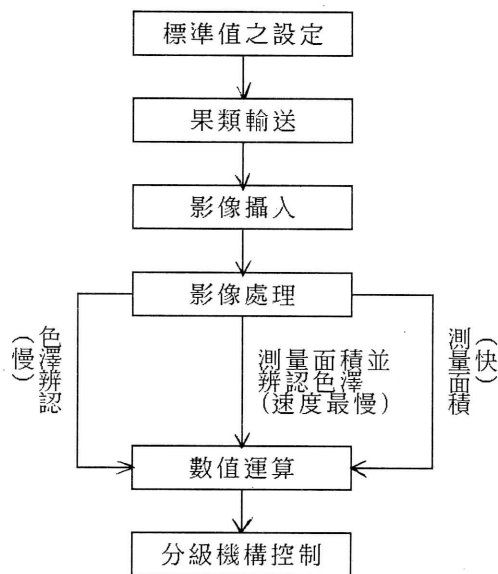 標準值之設定
果類輸送
影像攝入
影像處理
色澤辨認
(慢)
測量面積並
辨認色澤
(速度最慢)
(快)
測量面積
數值運算
分級機構控制